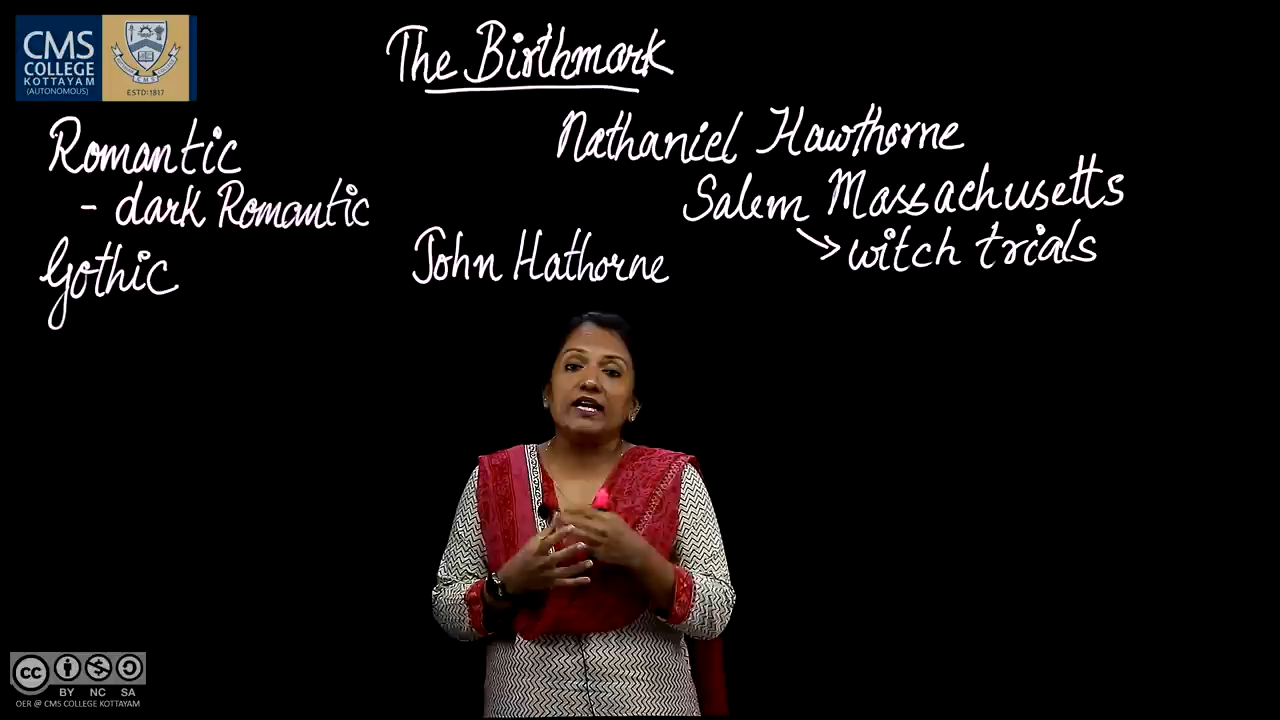 CMS
COLLEGE
KOTTAYAM
(AUTONOMOUS)
ESTD:1817
The Birthmark
Nathaniel Hawthorne
Salem Massachusetts
→ witch trials
Romantic
- dark Romantic
Gothic
John Hathorne
cc
BY NC SA
OER @ CMS COLLEGE KOTTAYAM